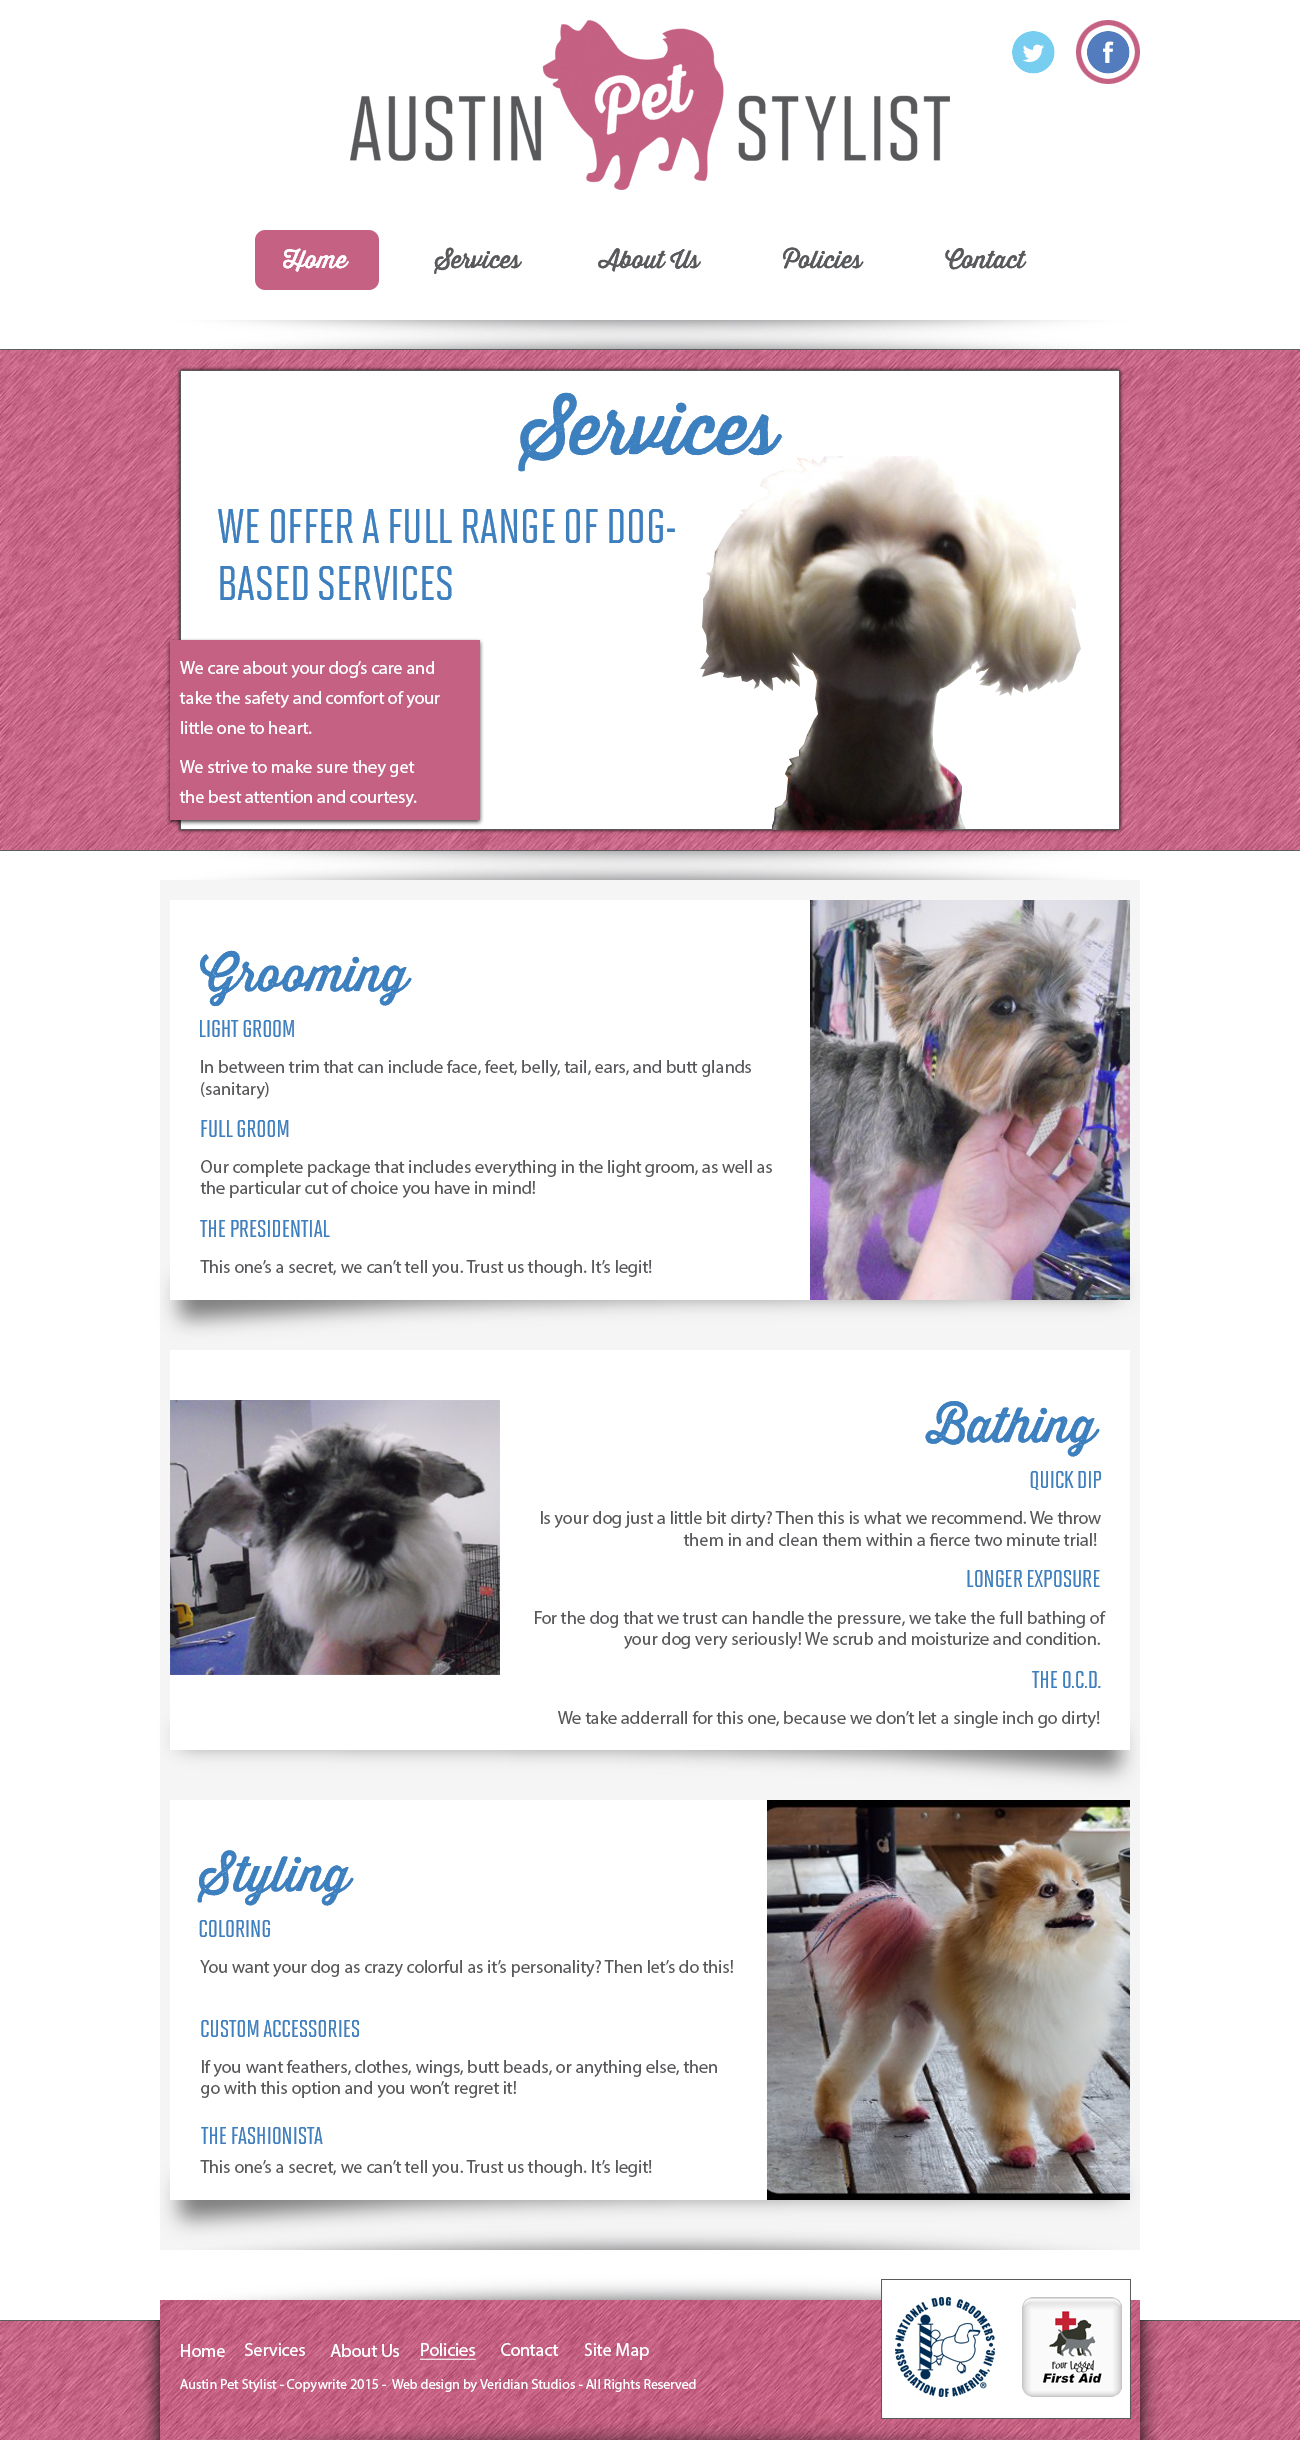 AUSTIN Pet STYLIST
f
Home Services About Us Policies Contact
Services
WE OFFER A FULL RANGE OF DOG-
BASED SERVICES
We care about your dog's care and
take the safety and comfort of your
little one to heart.
We strive to make sure they get
the best attention and courtesy.
Grooming
LIGHT GROOM
In between trim that can include face, feet, belly, tail, ears, and butt glands
(sanitary)
FULL GROOM
Our complete package that includes everything in the light groom, as well as
the particular cut of choice you have in mind!
THE PRESIDENTIAL
This one's a secret, we can't tell you. Trust us though. It's legit!
Bathing
QUICK DIP
Is your dog just a little bit dirty? Then this is what we recommend. We throw
them in and clean them within a fierce two minute trial!
LONGER EXPOSURE
For the dog that we trust can handle the pressure, we take the full bathing of
your dog very seriously! We scrub and moisturize and condition.
THE O.C.D.
We take adderrall for this one, because we don't let a single inch go dirty!
Styling
COLORING
You want your dog as crazy colorful as it's personality? Then let's do this!
CUSTOM ACCESSORIES
If you want feathers, clothes, wings, butt beads, or anything else, then
go with this option and you won't regret it!
THE FASHIONISTA
This one's a secret, we can't tell you. Trust us though. It's legit!
Home Services About Us Policies Contact Site Map
Austin Pet Stylist - Copywrite 2015 - Web design by Veridian Studios - All Rights Reserved
NATIONAL DOG GROOMERS
ASSOCIATION OF AMERICA, INC.®
Four Legged
First Aid